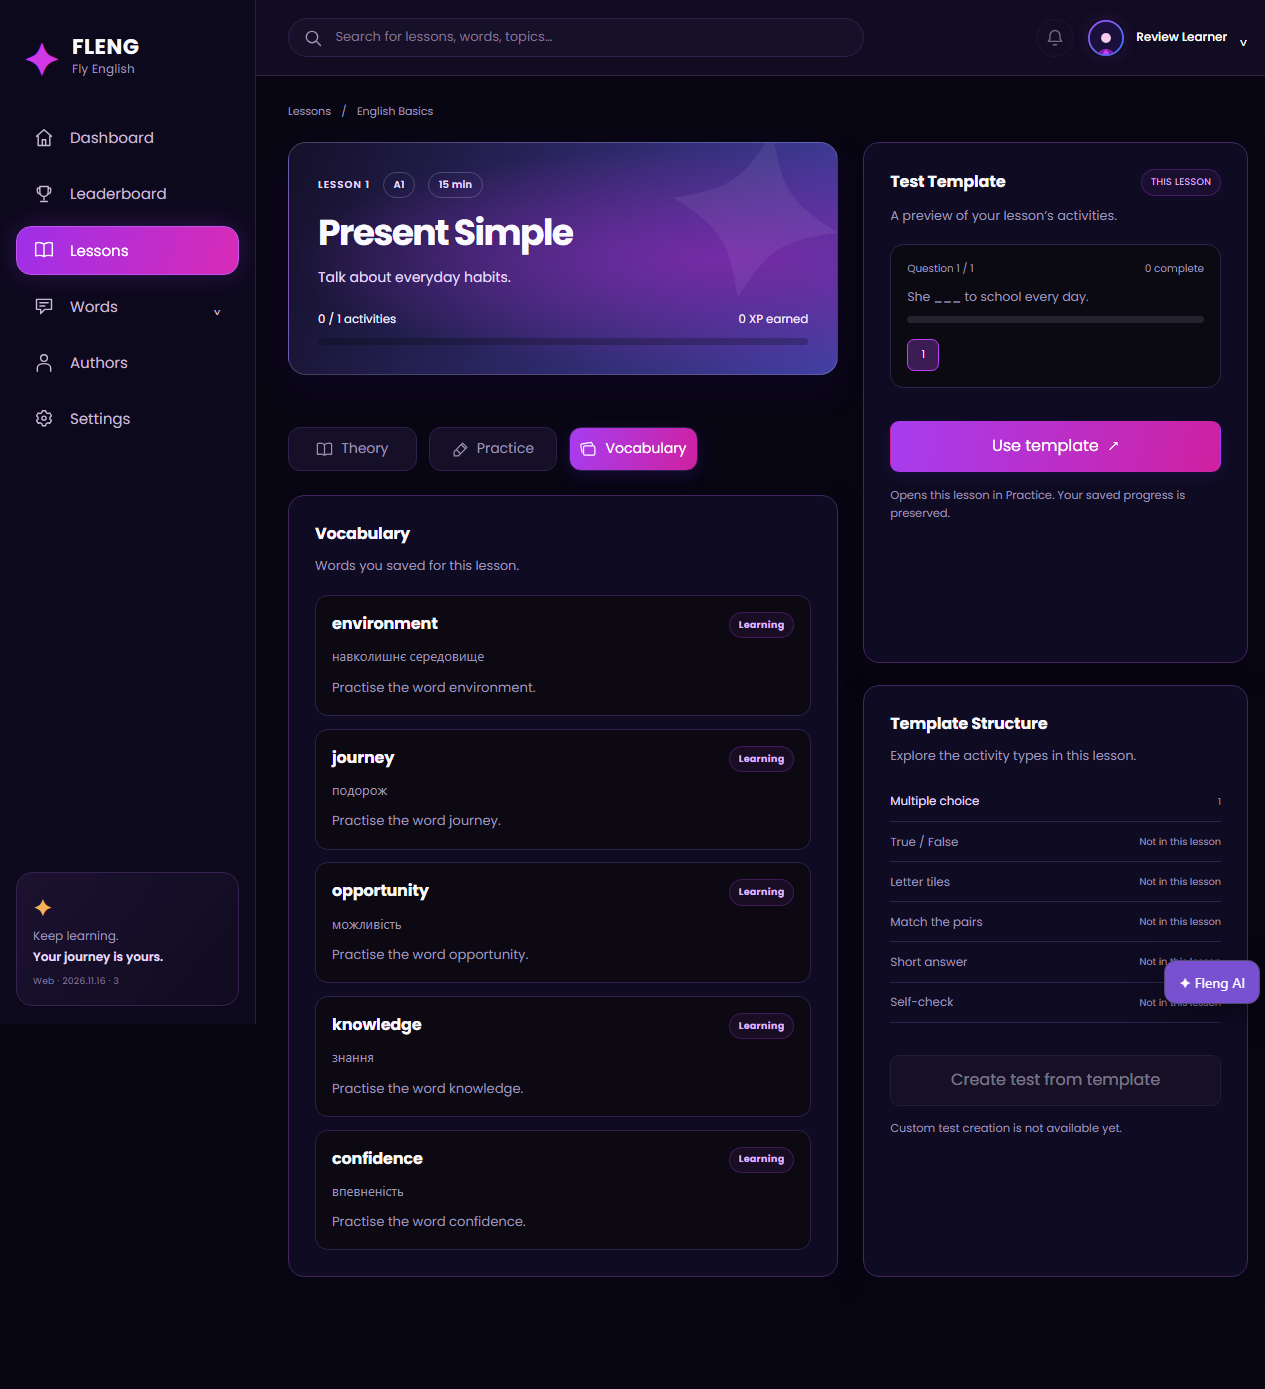 FLENG
Fly English
Dashboard
Leaderboard
Lessons
Words
Authors
Settings
Keep learning.
Your journey is yours.
Web · 2026.11.16 · 3
Search for lessons, words, topics...
Review Learner
Lessons / English Basics
LESSON 1 A1 15 min
Present Simple
Talk about everyday habits.
0 / 1 activities 0 XP earned
Theory Practice Vocabulary
Vocabulary
Words you saved for this lesson.
environment Learning
навколишнє середовище
Practise the word environment.
journey Learning
подорож
Practise the word journey.
opportunity Learning
можливість
Practise the word opportunity.
knowledge Learning
знання
Practise the word knowledge.
confidence Learning
впевненість
Practise the word confidence.
Test Template THIS LESSON
A preview of your lesson's activities.
Question 1 / 1 0 complete
She ___ to school every day.
1
Use template ↗
Opens this lesson in Practice. Your saved progress is
preserved.
Template Structure
Explore the activity types in this lesson.
Multiple choice 1
True / False Not in this lesson
Letter tiles Not in this lesson
Match the pairs Not in this lesson
Short answer Not in this lesson
Self-check Not in
Fleng AI
Create test from template
Custom test creation is not available yet.